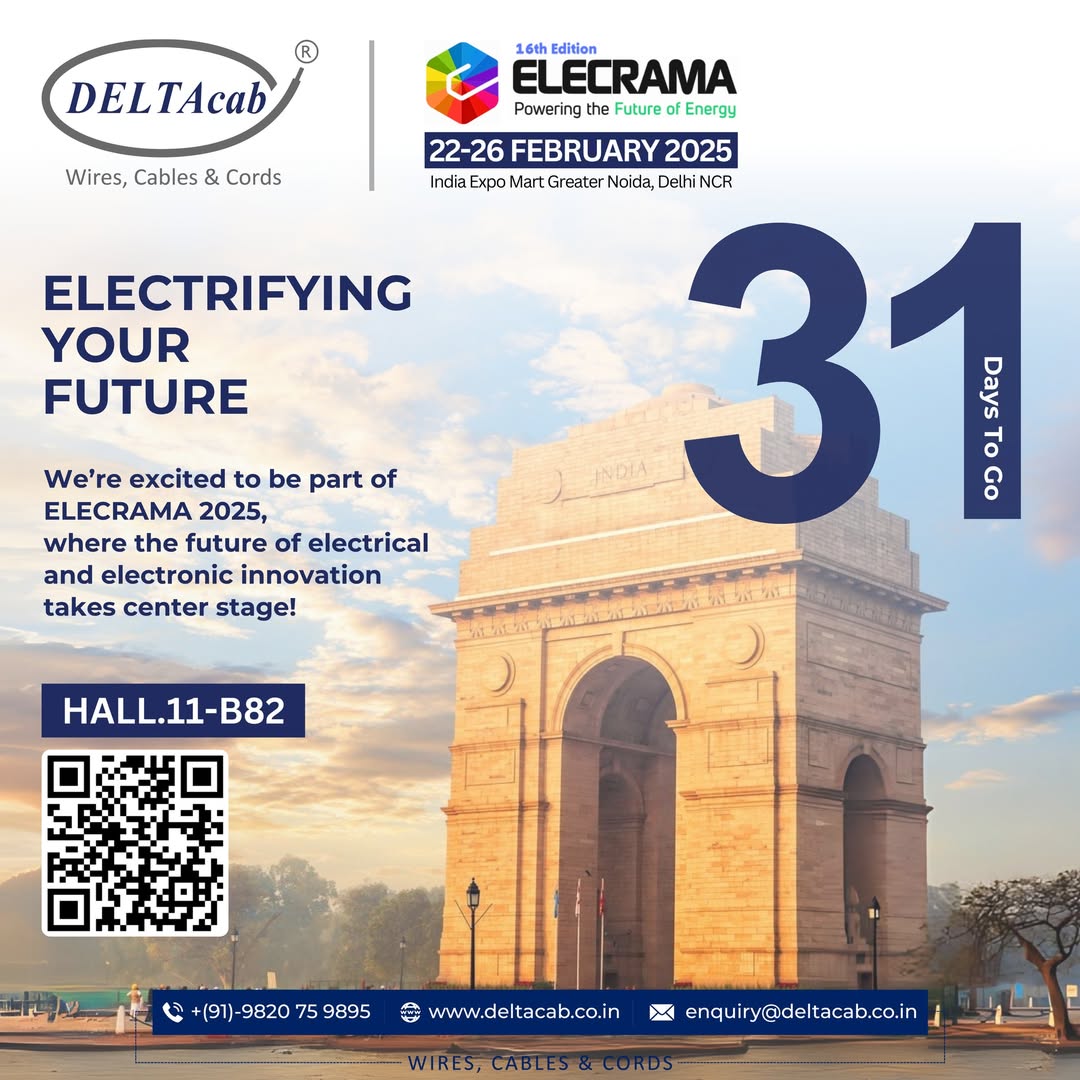 DELTAcab ®
Wires, Cables & Cords
16th Edition
ELECRAMA
Powering the Future of Energy
22-26 FEBRUARY 2025
India Expo Mart Greater Noida, Delhi NCR
31
Days To Go
ELECTRIFYING
YOUR
FUTURE
We’re excited to be part of
ELECRAMA 2025,
where the future of electrical
and electronic innovation
takes center stage!
INDIA
HALL.11-B82
+(91)-9820 75 9895
www.deltacab.co.in
enquiry@deltacab.co.in
WIRES, CABLES & CORDS